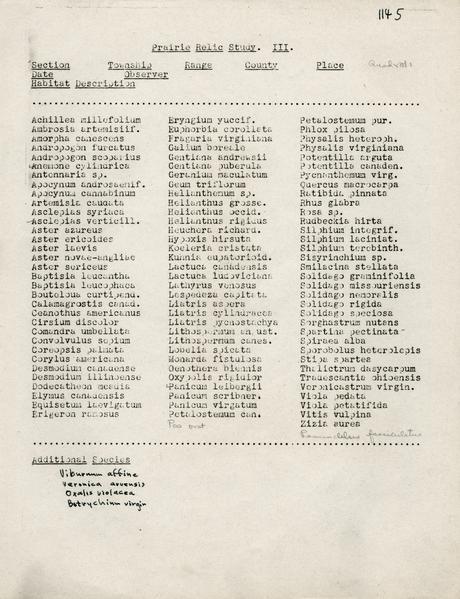 1145
Prairie Relic Study. III.
Section Township Range County Place
Date Observer
Habitat Description
Achillea millefolium Eryngium yuccif. Petalostemum pur.
Ambrosia artemisiif. Euphorbia corollata Phlox pilosa
Amorpha canescens Fragaria virginiana Physalis heteroph.
Andropogon furcatus Galium boreale Physalis virginiana
Andropogon scoparius Gentiana andrewsii Potentilla arguta
Anemone cylinurica Gentiana puberula Potentilla canaden.
Antennaria sp. Geranium maculatum Pycnanthemum virg.
Apocynum androsaemif. Geum triflorum Quercus macrocarpa
Apocynum cannabinum Helianthemum sp. Ratibida pinnata
Artemisia caudata Helianthus grosse. Rhus glabra
Asclepias syriaca Helianthus occid. Rosa sp.
Asclepias verticill. Helianthus rigidus Rudbeckia hirta
Aster azureus Heuchera richard. Silphium integrif.
Aster ericoides Hypoxis hirsuta Silphium laciniat.
Aster laevis Koeleria cristata Silphium terebinth.
Aster novae-angliae Kuhnia eupatorioid. Sisyrinchium sp.
Aster sericeus Lactuca canadensis Smilacina stellata
Baptisia leucantha Lactuca ludoviciana Solidago graminifolia
Baptisia leucophaea Lathyrus venosus Solidago missouriensis
Bouteloua curtipend. Lespedeza capitata Solidago nemoralis
Calamagrostis canad. Liatris aspera Solidago rigida
Ceanothus americanus Liatris cylindracea Solidago speciosa
Cirsium discolor Liatris pycnostachya Sorghastrum nutans
Comandra umbellata Lithospermum ust. Spartina pectinata
Convolvulus sepium Lithospermum canes. Spiraea alba
Coreopsis palmata Lobelia spicata Sporobolus heterolepis
Corylus americana Monarda fistulosa Stipa spartea
Desmodium canadense Oenothera biennis Thalictrum dasycarpum
Desmodium illinoense Oxypolis rigidior Tradescantia ohioensis
Dodecatheon meadia Panicum leibergii Veronicastrum virgin.
Elymus canadensis Panicum scribner. Viola pedata
Equisetum laevigatum Panicum virgatum Viola petatifida
Erigeron ramosus Petalostemum can. Vitis vulpina
Poa prat Zizia aurea
Additional Species
Viburnum affine
Veronica arvensis
Oxalis violacea
Botrychium virgin